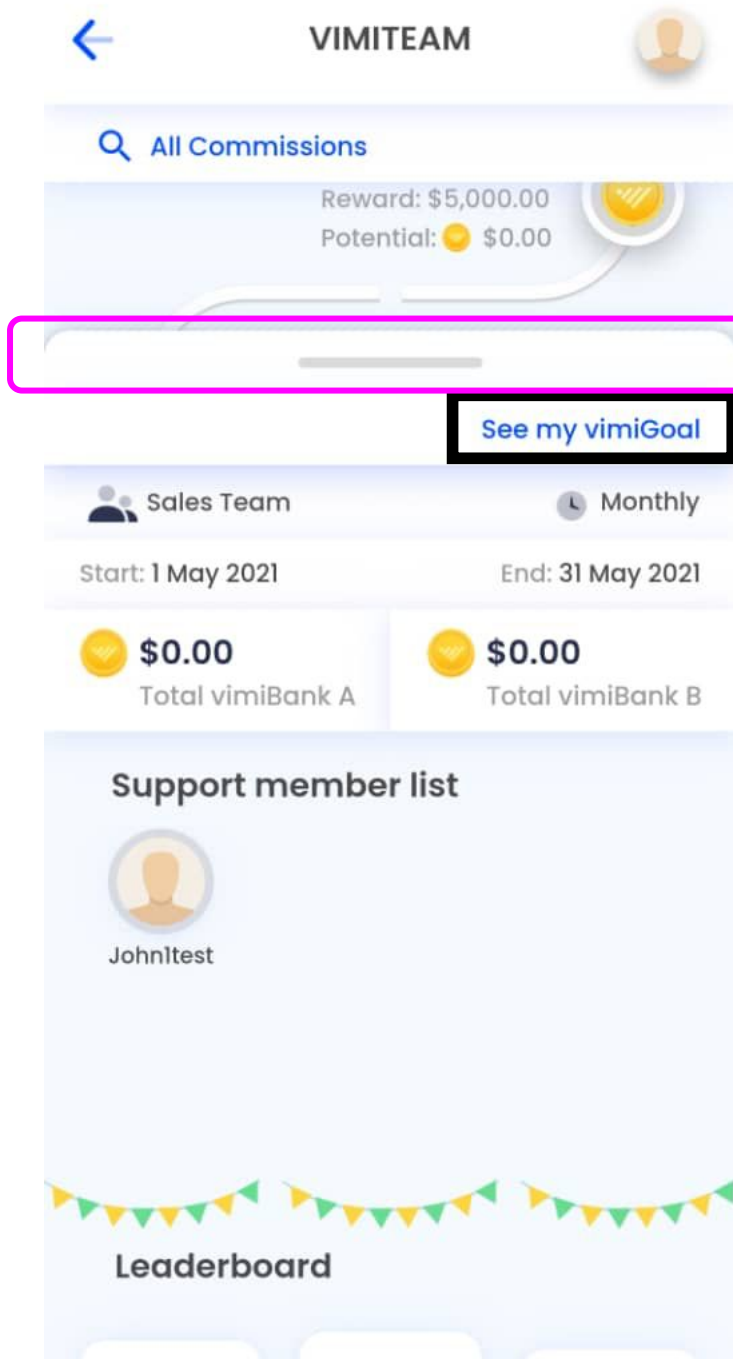 VIMITEAM
All Commissions
Reward: $5,000.00
Potential: $0.00
See my vimiGoal
Sales Team
Monthly
Start: 1 May 2021
End: 31 May 2021
$0.00
$0.00
Total vimiBank A
Total vimiBank B
Support member list
John1test
Leaderboard